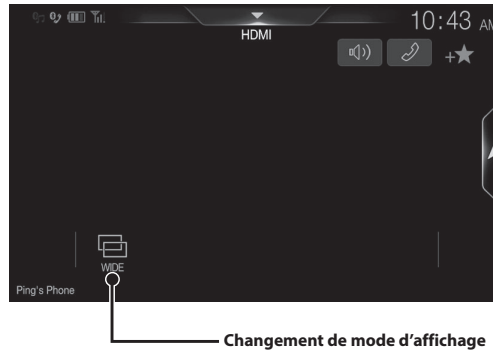 10:43 AM
HDMI
WIDE
Ping's Phone
Changement de mode d'affichage